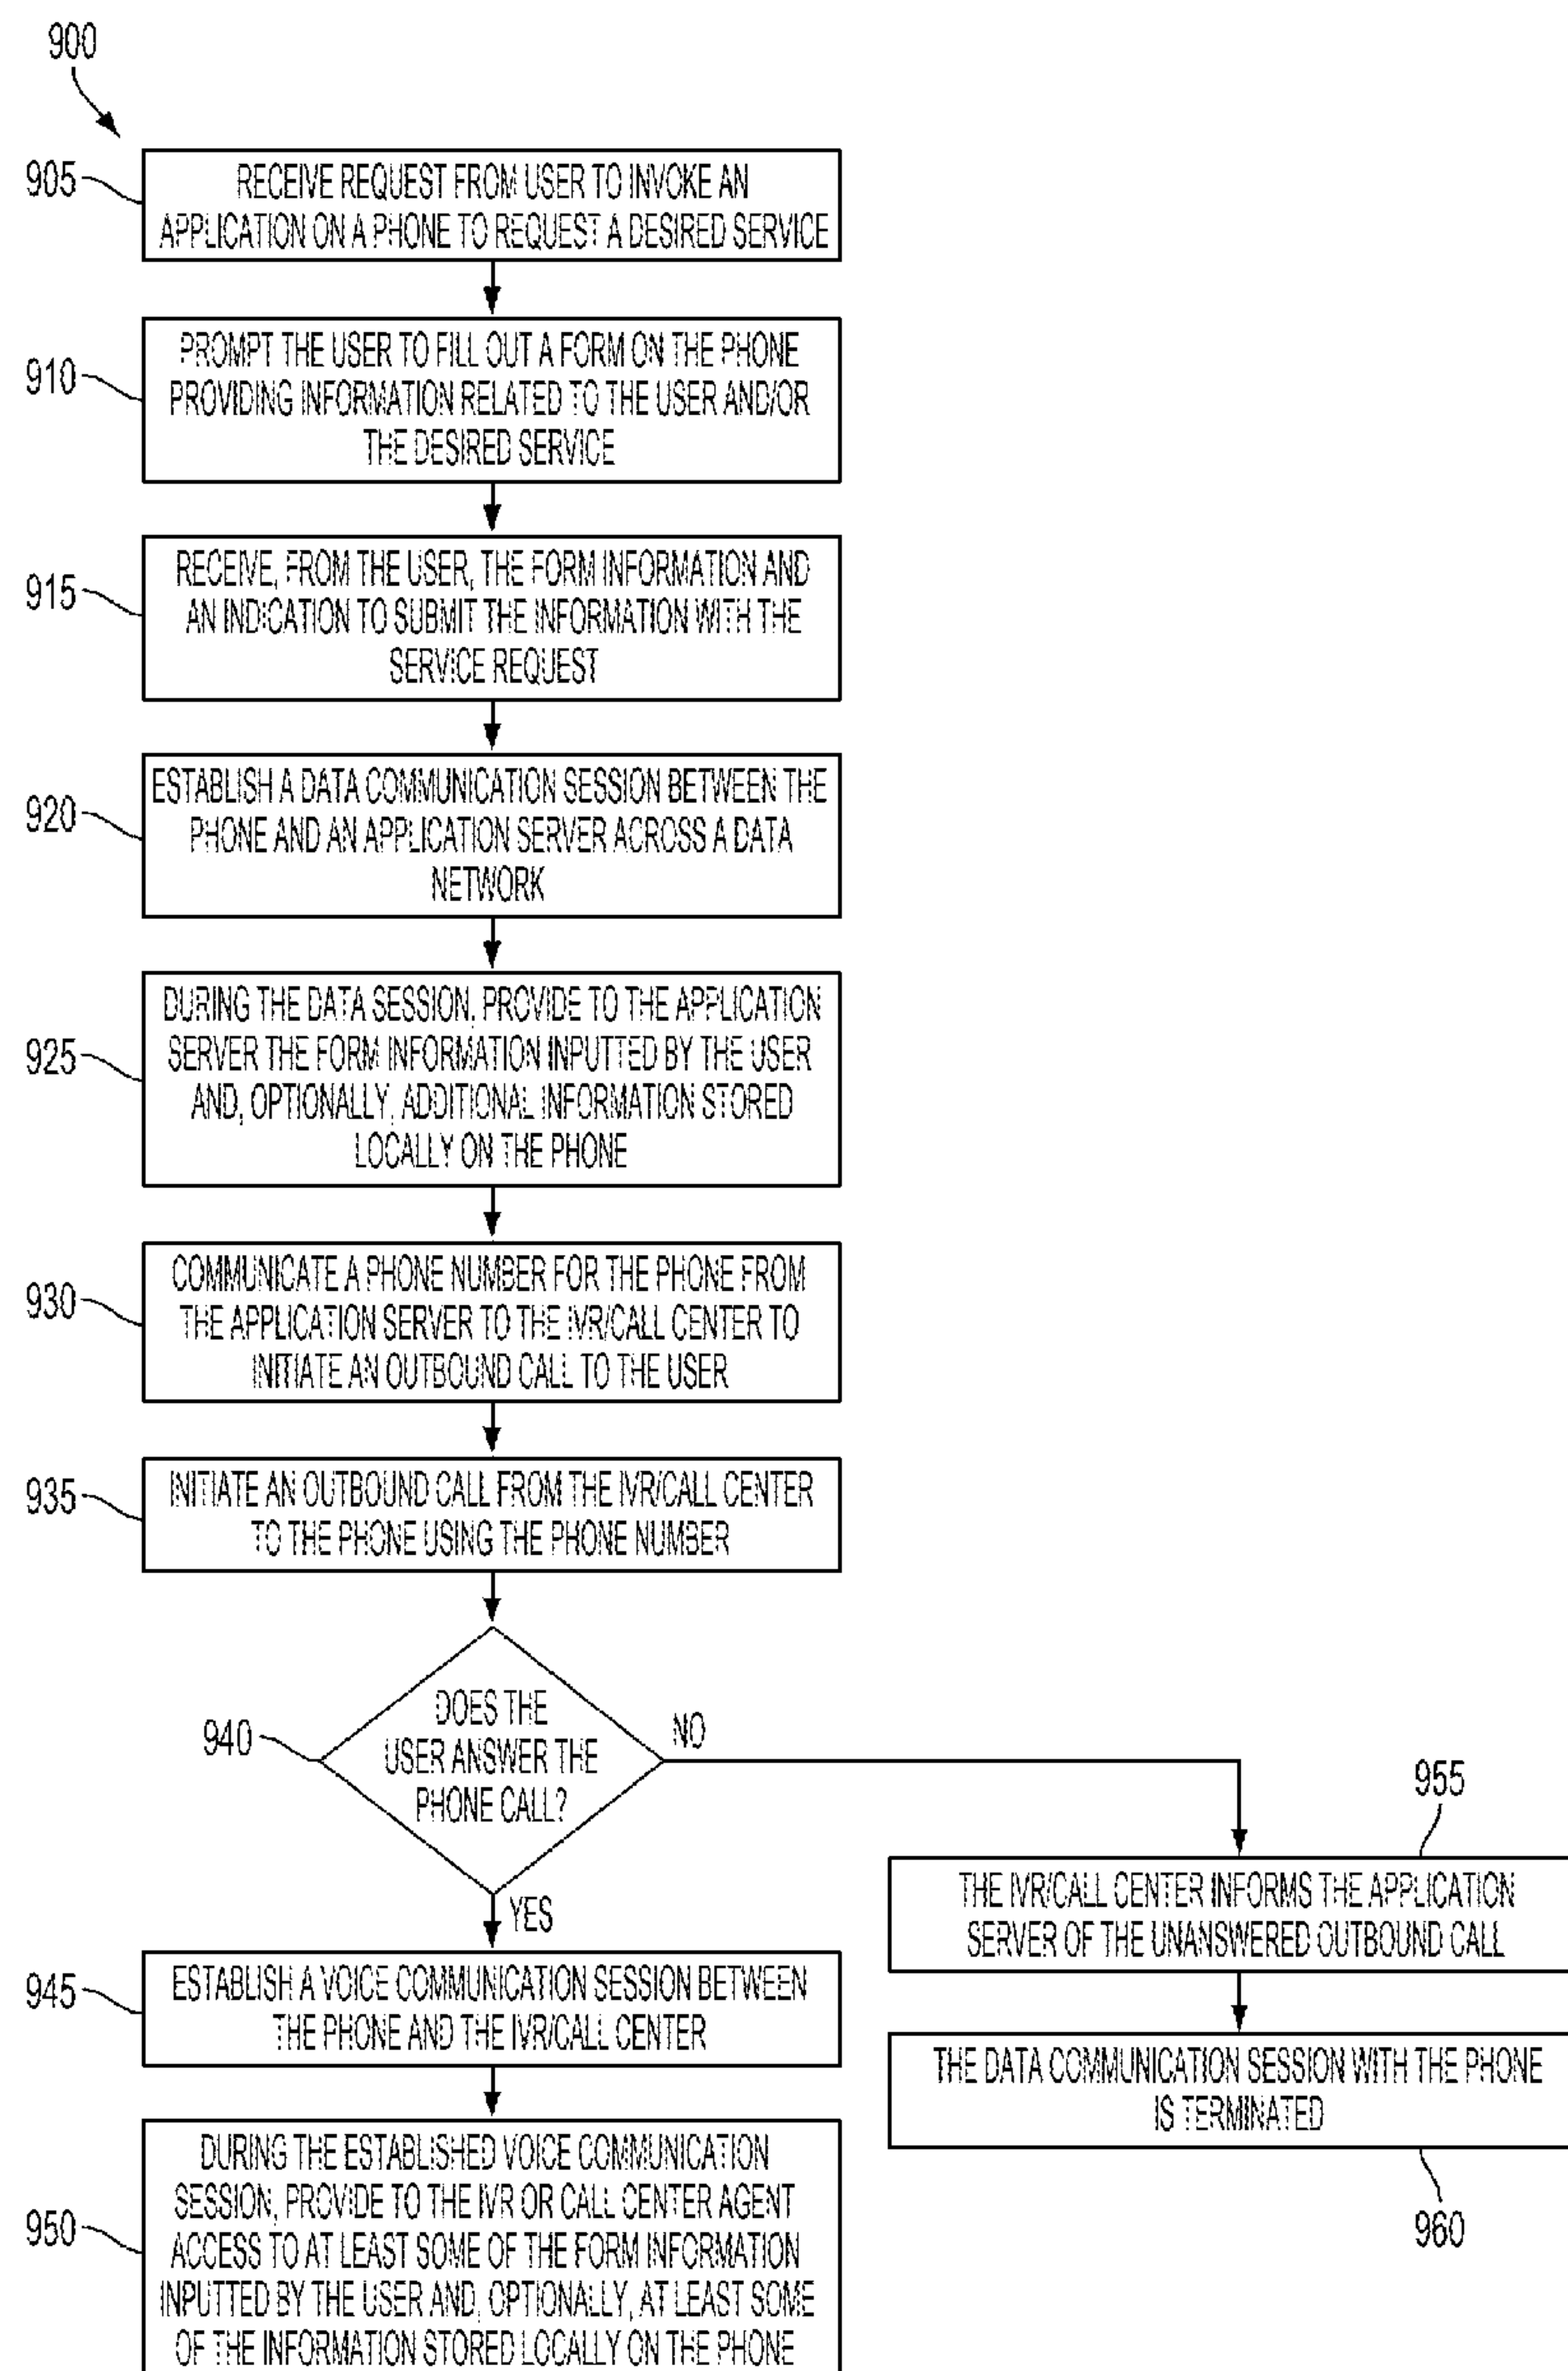 900
905
RECEIVE REQUEST FROM USER TO INVOKE AN
APPLICATION ON A PHONE TO REQUEST A DESIRED SERVICE
910
PROMPT THE USER TO FILL OUT A FORM ON THE PHONE
PROVIDING INFORMATION RELATED TO THE USER AND/OR
THE DESIRED SERVICE
915
RECEIVE, FROM THE USER, THE FORM INFORMATION AND
AN INDICATION TO SUBMIT THE INFORMATION WITH THE
SERVICE REQUEST
920
ESTABLISH A DATA COMMUNICATION SESSION BETWEEN THE
PHONE AND AN APPLICATION SERVER ACROSS A DATA
NETWORK
925
DURING THE DATA SESSION, PROVIDE TO THE APPLICATION
SERVER THE FORM INFORMATION INPUTTED BY THE USER
AND, OPTIONALLY, ADDITIONAL INFORMATION STORED
LOCALLY ON THE PHONE
930
COMMUNICATE A PHONE NUMBER FOR THE PHONE FROM
THE APPLICATION SERVER TO THE IVR/CALL CENTER TO
INITIATE AN OUTBOUND CALL TO THE USER
935
INITIATE AN OUTBOUND CALL FROM THE IVR/CALL CENTER
TO THE PHONE USING THE PHONE NUMBER
940
DOES THE
USER ANSWER THE
PHONE CALL?
NO
YES
945
ESTABLISH A VOICE COMMUNICATION SESSION BETWEEN
THE PHONE AND THE IVR/CALL CENTER
950
DURING THE ESTABLISHED VOICE COMMUNICATION
SESSION, PROVIDE TO THE IVR OR CALL CENTER AGENT
ACCESS TO AT LEAST SOME OF THE FORM INFORMATION
INPUTTED BY THE USER AND, OPTIONALLY, AT LEAST SOME
OF THE INFORMATION STORED LOCALLY ON THE PHONE
955
THE IVR/CALL CENTER INFORMS THE APPLICATION
SERVER OF THE UNANSWERED OUTBOUND CALL
THE DATA COMMUNICATION SESSION WITH THE PHONE
IS TERMINATED
960